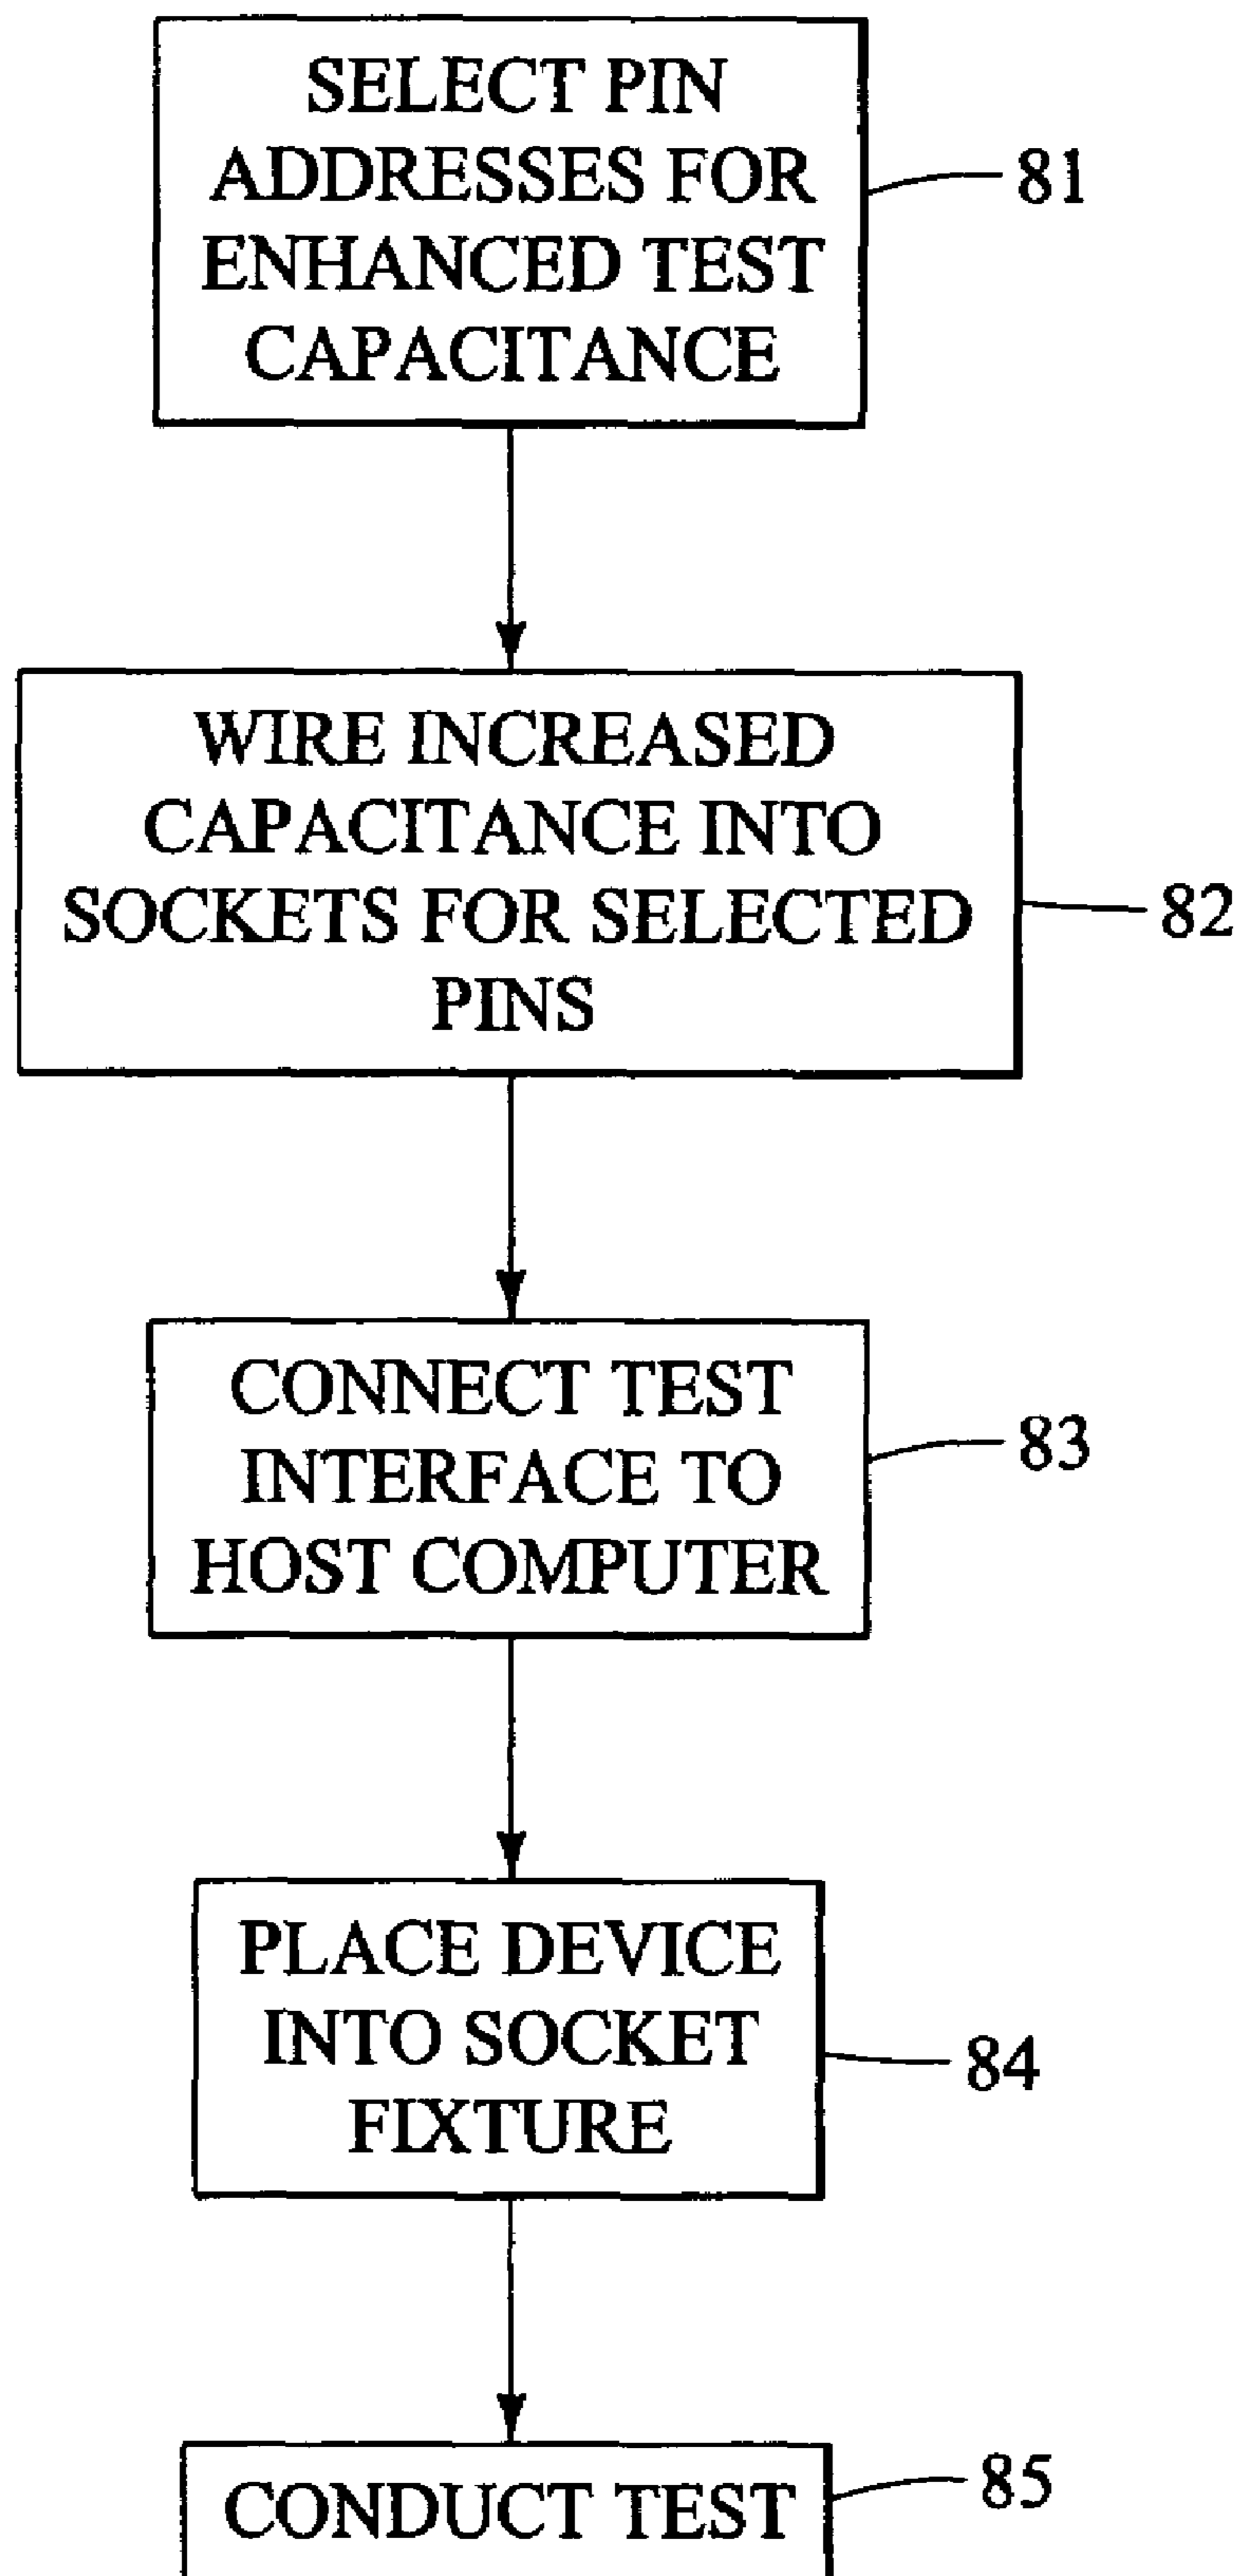 SELECT PIN
ADDRESSES FOR
ENHANCED TEST
CAPACITANCE
81
WIRE INCREASED
CAPACITANCE INTO
SOCKETS FOR SELECTED
PINS
82
CONNECT TEST
INTERFACE TO
HOST COMPUTER
83
PLACE DEVICE
INTO SOCKET
FIXTURE
84
CONDUCT TEST
85